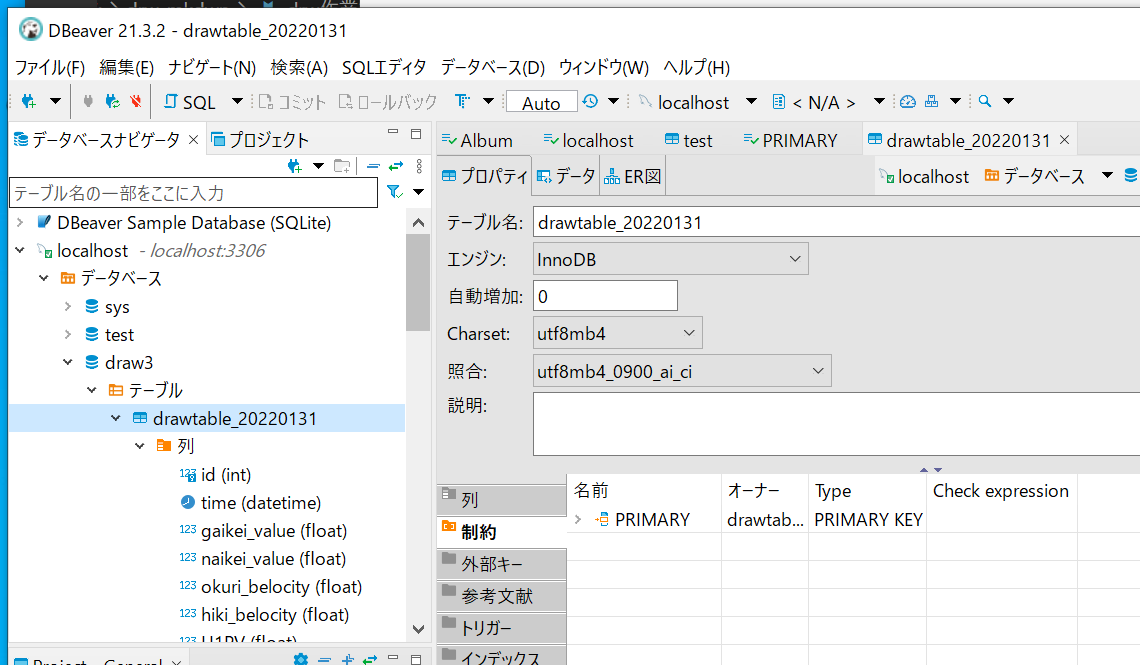 DBeaver 21.3.2 - drawtable_20220131
ファイル(F) 編集(E) ナビゲート(N) 検索(A) SQLエディタ データベース(D) ウィンドウ(W) ヘルプ(H)
SQL コミット ロールバック Auto localhost < N/A >
データベースナビゲータ プロジェクト
Album localhost test PRIMARY drawtable_20220131
プロパティ データ ER図 localhost データベース
テーブル名の一部をここに入力
DBeaver Sample Database (SQLite)
localhost - localhost:3306
データベース
sys
test
draw3
テーブル
drawtable_20220131
列
id (int)
time (datetime)
gaikei_value (float)
naikei_value (float)
okuri_belocity (float)
hiki_belocity (float)
H1PV (float)
Project - General
テーブル名: drawtable_20220131
エンジン: InnoDB
自動増加: 0
Charset: utf8mb4
照合: utf8mb4_0900_ai_ci
説明:
列
制約
外部キー
参考文献
トリガー
インデックス
名前 オーナー Type Check expression
PRIMARY drawtab... PRIMARY KEY